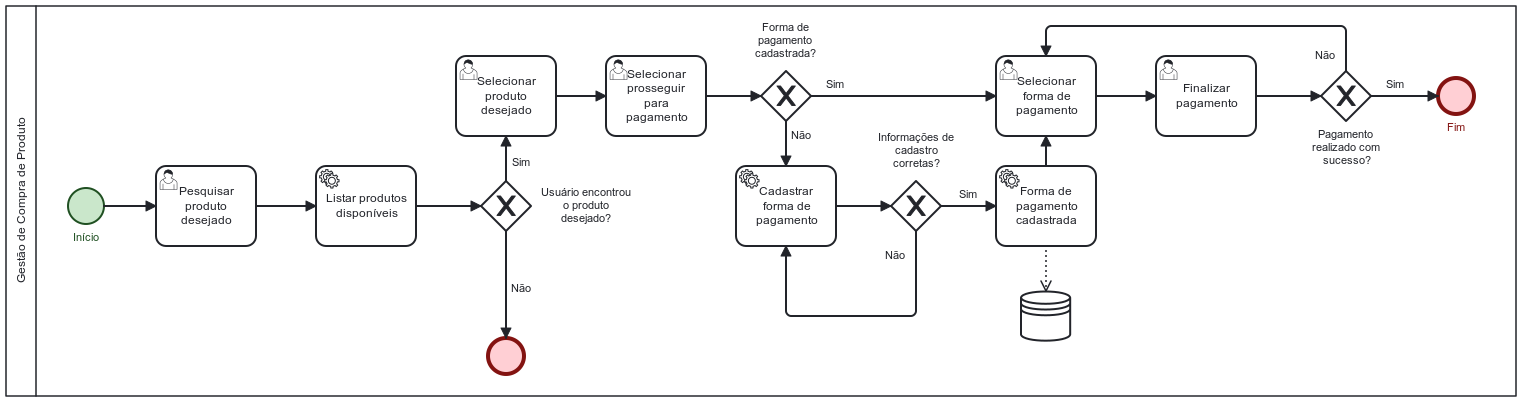 Gestão de Compra de Produto
Início
Pesquisar
produto
desejado
Listar produtos
disponíveis
Usuário encontrou
o produto
desejado?
Sim
Não
Selecionar
produto
desejado
Selecionar
prosseguir
para
pagamento
Forma de
pagamento
cadastrada?
Sim
Não
Cadastrar
forma de
pagamento
Informações de
cadastro
corretas?
Sim
Não
Forma de
pagamento
cadastrada
Selecionar
forma de
pagamento
Finalizar
pagamento
Não
Sim
Pagamento
realizado com
sucesso?
Fim